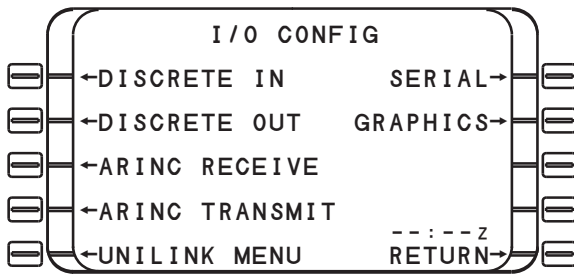 I/O CONFIG
←DISCRETE IN SERIAL→
←DISCRETE OUT GRAPHICS→
←ARINC RECEIVE
←ARINC TRANSMIT
--:--Z
←UNILINK MENU RETURN→